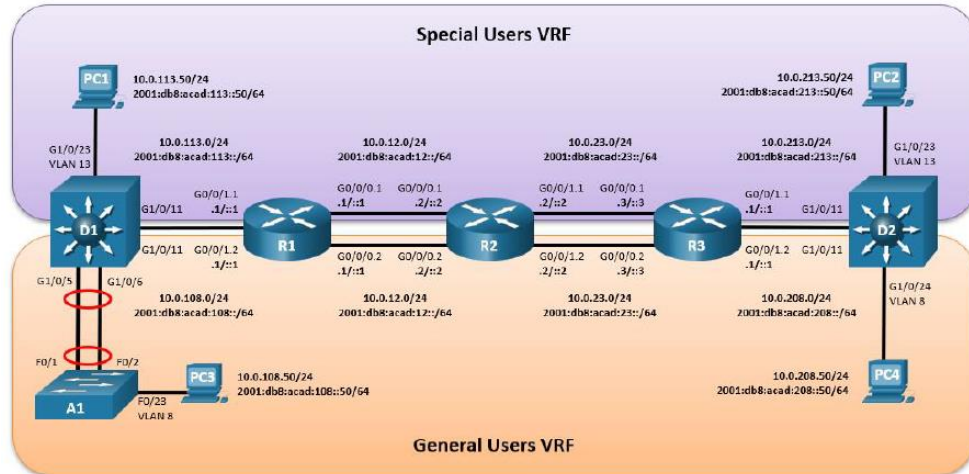 Special Users VRF
PC1
10.0.113.50/24
2001:db8:acad:113::50/64
10.0.213.50/24
2001:db8:acad:213::50/64
PC2
G1/0/23
VLAN 13
10.0.113.0/24
2001:db8:acad:113::/64
10.0.12.0/24
2001:db8:acad:12::/64
10.0.23.0/24
2001:db8:acad:23::/64
10.0.213.0/24
2001:db8:acad:213::/64
G1/0/23
VLAN 13
D1
G1/0/11
G0/0/1.1
.1/::1
R1
G0/0/0.1
.1/::1
G0/0/0.1
.2/::2
R2
G0/0/1.1
.2/::2
G0/0/0.1
.3/::3
R3
G0/0/1.1
.1/::1
G1/0/11
D2
G1/0/11
G0/0/1.2
.1/::1
G0/0/0.2
.1/::1
G0/0/0.2
.2/::2
G0/0/1.2
.2/::2
G0/0/0.2
.3/::3
G0/0/1.2
.1/::1
G1/0/11
G1/0/5
G1/0/6
G1/0/24
VLAN 8
10.0.108.0/24
2001:db8:acad:108::/64
10.0.12.0/24
2001:db8:acad:12::/64
10.0.23.0/24
2001:db8:acad:23::/64
10.0.208.0/24
2001:db8:acad:208::/64
F0/1
F0/2
A1
F0/23
VLAN 8
PC3
10.0.108.50/24
2001:db8:acad:108::50/64
10.0.208.50/24
2001:db8:acad:208::50/64
PC4
General Users VRF